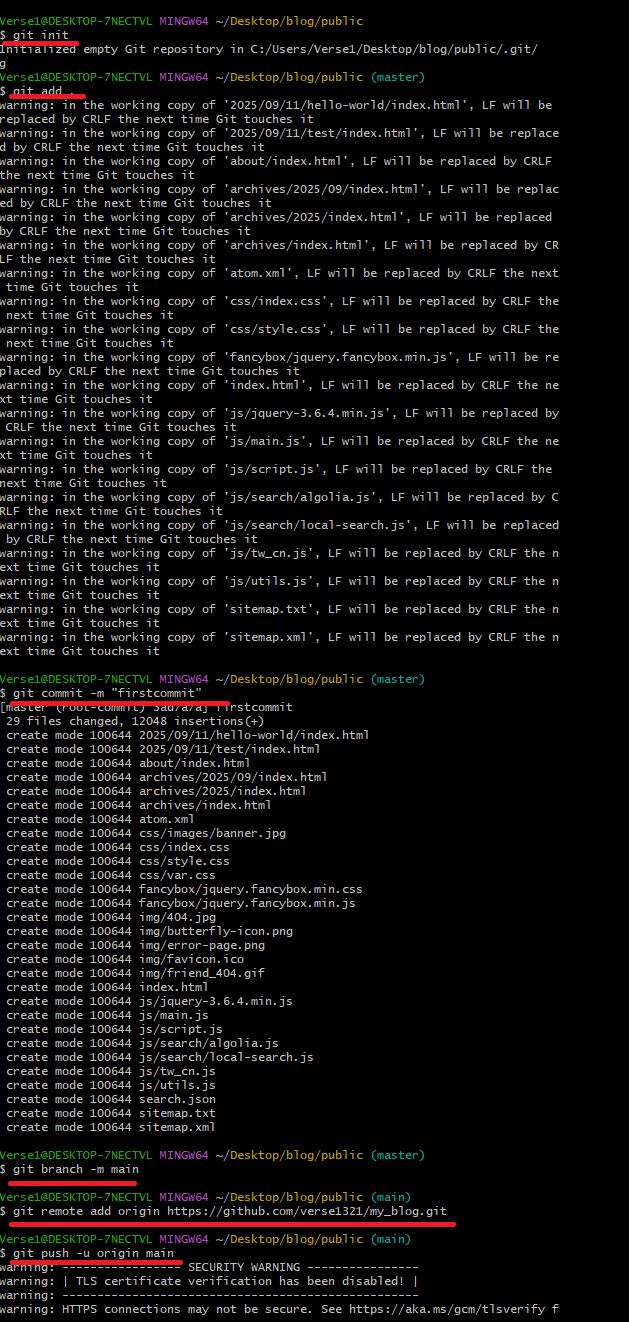 Verse1@DESKTOP-7NECTVL MINGW64 ~/Desktop/blog/public
$ git init
Initialized empty Git repository in C:/Users/Verse1/Desktop/blog/public/.git/
g
Verse1@DESKTOP-7NECTVL MINGW64 ~/Desktop/blog/public (master)
$ git add .
warning: in the working copy of '2025/09/11/hello-world/index.html', LF will be
replaced by CRLF the next time Git touches it
warning: in the working copy of '2025/09/11/test/index.html', LF will be replace
d by CRLF the next time Git touches it
warning: in the working copy of 'about/index.html', LF will be replaced by CRLF
the next time Git touches it
warning: in the working copy of 'archives/2025/09/index.html', LF will be replac
ed by CRLF the next time Git touches it
warning: in the working copy of 'archives/2025/index.html', LF will be replaced
by CRLF the next time Git touches it
warning: in the working copy of 'archives/index.html', LF will be replaced by CR
LF the next time Git touches it
warning: in the working copy of 'atom.xml', LF will be replaced by CRLF the next
 time Git touches it
warning: in the working copy of 'css/index.css', LF will be replaced by CRLF the
 next time Git touches it
warning: in the working copy of 'css/style.css', LF will be replaced by CRLF the
 next time Git touches it
warning: in the working copy of 'fancybox/jquery.fancybox.min.js', LF will be re
placed by CRLF the next time Git touches it
warning: in the working copy of 'index.html', LF will be replaced by CRLF the ne
xt time Git touches it
warning: in the working copy of 'js/jquery-3.6.4.min.js', LF will be replaced by
 CRLF the next time Git touches it
warning: in the working copy of 'js/main.js', LF will be replaced by CRLF the ne
xt time Git touches it
warning: in the working copy of 'js/script.js', LF will be replaced by CRLF the
next time Git touches it
warning: in the working copy of 'js/search/algolia.js', LF will be replaced by C
RLF the next time Git touches it
warning: in the working copy of 'js/search/local-search.js', LF will be replaced
 by CRLF the next time Git touches it
warning: in the working copy of 'js/tw_cn.js', LF will be replaced by CRLF the n
ext time Git touches it
warning: in the working copy of 'js/utils.js', LF will be replaced by CRLF the n
ext time Git touches it
warning: in the working copy of 'sitemap.txt', LF will be replaced by CRLF the n
ext time Git touches it
warning: in the working copy of 'sitemap.xml', LF will be replaced by CRLF the n
ext time Git touches it
Verse1@DESKTOP-7NECTVL MINGW64 ~/Desktop/blog/public (master)
$ git commit -m "firstcommit"
[master (root-commit) firstcommit
 29 files changed, 12048 insertions(+)
 create mode 100644 2025/09/11/hello-world/index.html
 create mode 100644 2025/09/11/test/index.html
 create mode 100644 about/index.html
 create mode 100644 archives/2025/09/index.html
 create mode 100644 archives/2025/index.html
 create mode 100644 archives/index.html
 create mode 100644 atom.xml
 create mode 100644 css/images/banner.jpg
 create mode 100644 css/index.css
 create mode 100644 css/style.css
 create mode 100644 css/var.css
 create mode 100644 fancybox/jquery.fancybox.min.css
 create mode 100644 fancybox/jquery.fancybox.min.js
 create mode 100644 img/404.jpg
 create mode 100644 img/butterfly-icon.png
 create mode 100644 img/error-page.png
 create mode 100644 img/favicon.ico
 create mode 100644 img/friend_404.gif
 create mode 100644 index.html
 create mode 100644 js/jquery-3.6.4.min.js
 create mode 100644 js/main.js
 create mode 100644 js/script.js
 create mode 100644 js/search/algolia.js
 create mode 100644 js/search/local-search.js
 create mode 100644 js/tw_cn.js
 create mode 100644 js/utils.js
 create mode 100644 search.json
 create mode 100644 sitemap.txt
 create mode 100644 sitemap.xml
Verse1@DESKTOP-7NECTVL MINGW64 ~/Desktop/blog/public (master)
$ git branch -m main
Verse1@DESKTOP-7NECTVL MINGW64 ~/Desktop/blog/public (main)
$ git remote add origin https://github.com/verse1321/my_blog.git
Verse1@DESKTOP-7NECTVL MINGW64 ~/Desktop/blog/public (main)
$ git push -u origin main
warning: ----------------- SECURITY WARNING ----------------
warning: | TLS certificate verification has been disabled! |
warning: ---------------------------------------------------
warning: HTTPS connections may not be secure. See https://aka.ms/gcm/tlsverify f